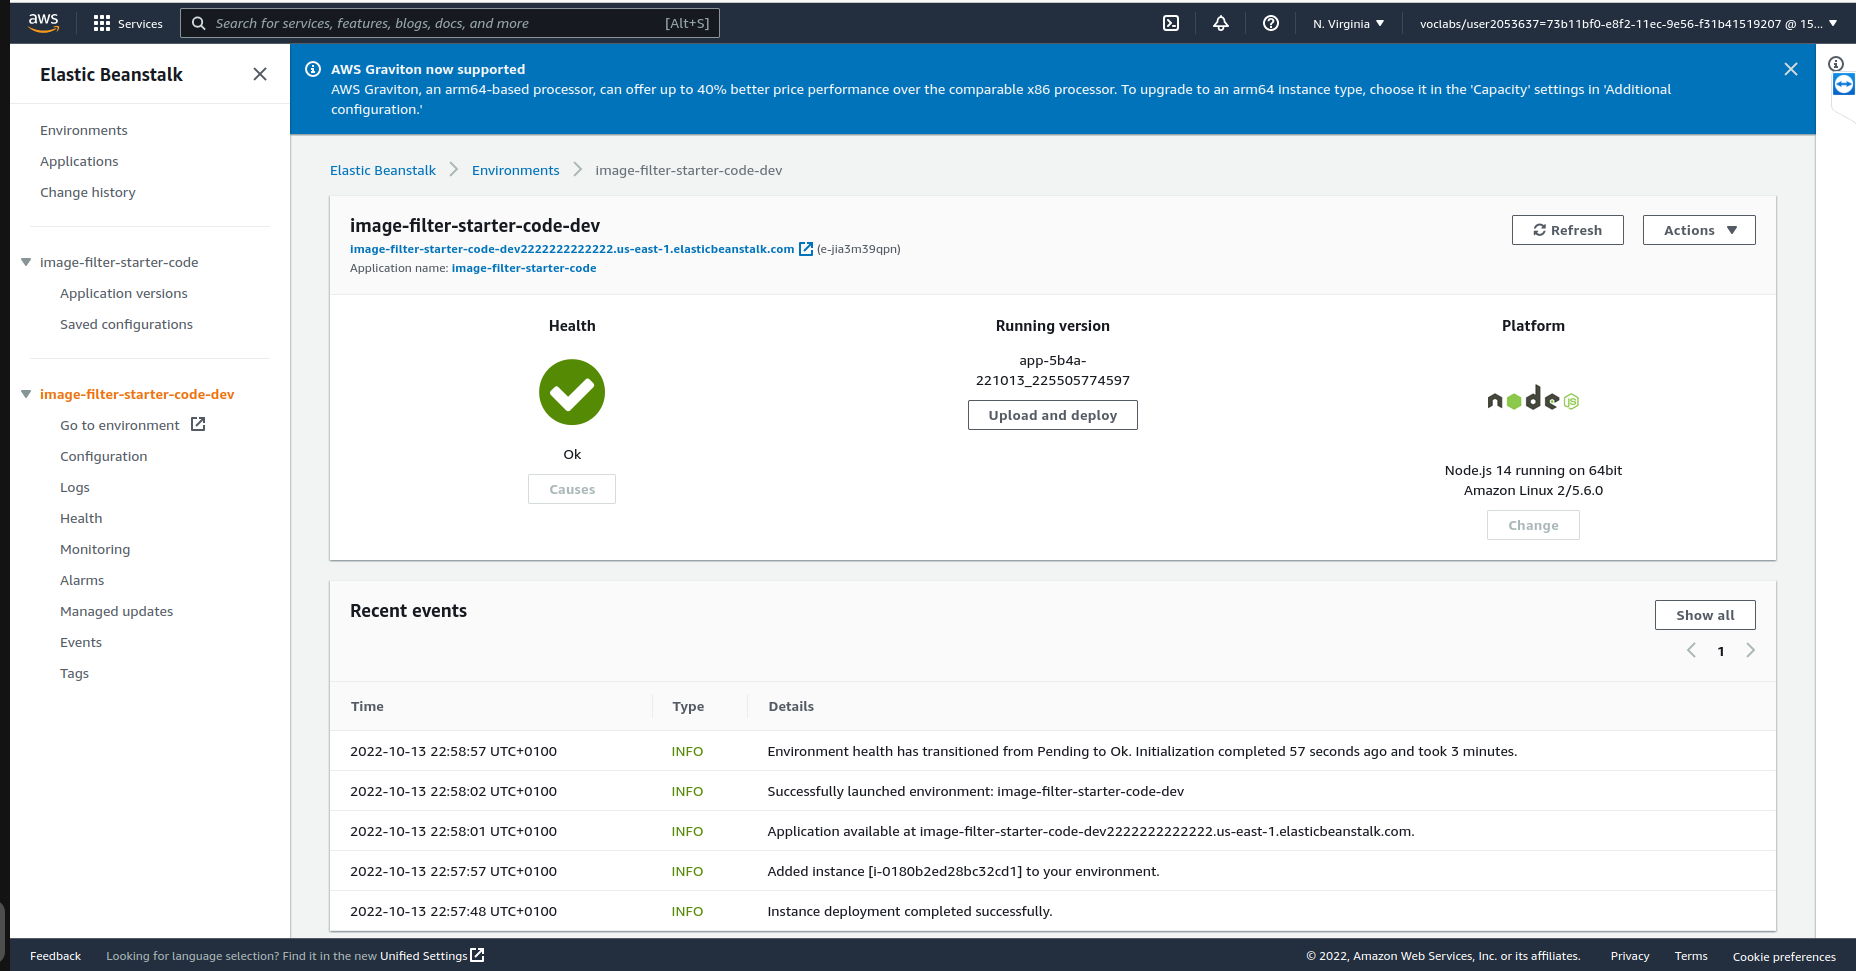 aws
Services
Search for services, features, blogs, docs, and more [Alt+S]
N. Virginia
voclabs/user2053637=73b11bf0-e8f2-11ec-9e56-f31b41519207 @ 15...
Elastic Beanstalk
Environments
Applications
Change history
image-filter-starter-code
Application versions
Saved configurations
image-filter-starter-code-dev
Go to environment
Configuration
Logs
Health
Monitoring
Alarms
Managed updates
Events
Tags
AWS Graviton now supported
AWS Graviton, an arm64-based processor, can offer up to 40% better price performance over the comparable x86 processor. To upgrade to an arm64 instance type, choose it in the 'Capacity' settings in 'Additional
configuration.'
Elastic Beanstalk
Environments
image-filter-starter-code-dev
image-filter-starter-code-dev
image-filter-starter-code-dev2222222222222.us-east-1.elasticbeanstalk.com (e-jia3m39qpn)
Application name: image-filter-starter-code
Refresh
Actions
Health
Ok
Causes
Running version
app-5b4a-
221013_225505774597
Upload and deploy
Platform
node JS
Node.js 14 running on 64bit
Amazon Linux 2/5.6.0
Change
Recent events
Show all
1
Time Type Details
2022-10-13 22:58:57 UTC+0100 INFO Environment health has transitioned from Pending to Ok. Initialization completed 57 seconds ago and took 3 minutes.
2022-10-13 22:58:02 UTC+0100 INFO Successfully launched environment: image-filter-starter-code-dev
2022-10-13 22:58:01 UTC+0100 INFO Application available at image-filter-starter-code-dev2222222222222.us-east-1.elasticbeanstalk.com.
2022-10-13 22:57:57 UTC+0100 INFO Added instance [i-0180b2ed28bc32cd1] to your environment.
2022-10-13 22:57:48 UTC+0100 INFO Instance deployment completed successfully.
Feedback
Looking for language selection? Find it in the new Unified Settings
© 2022, Amazon Web Services, Inc. or its affiliates.
Privacy
Terms
Cookie preferences